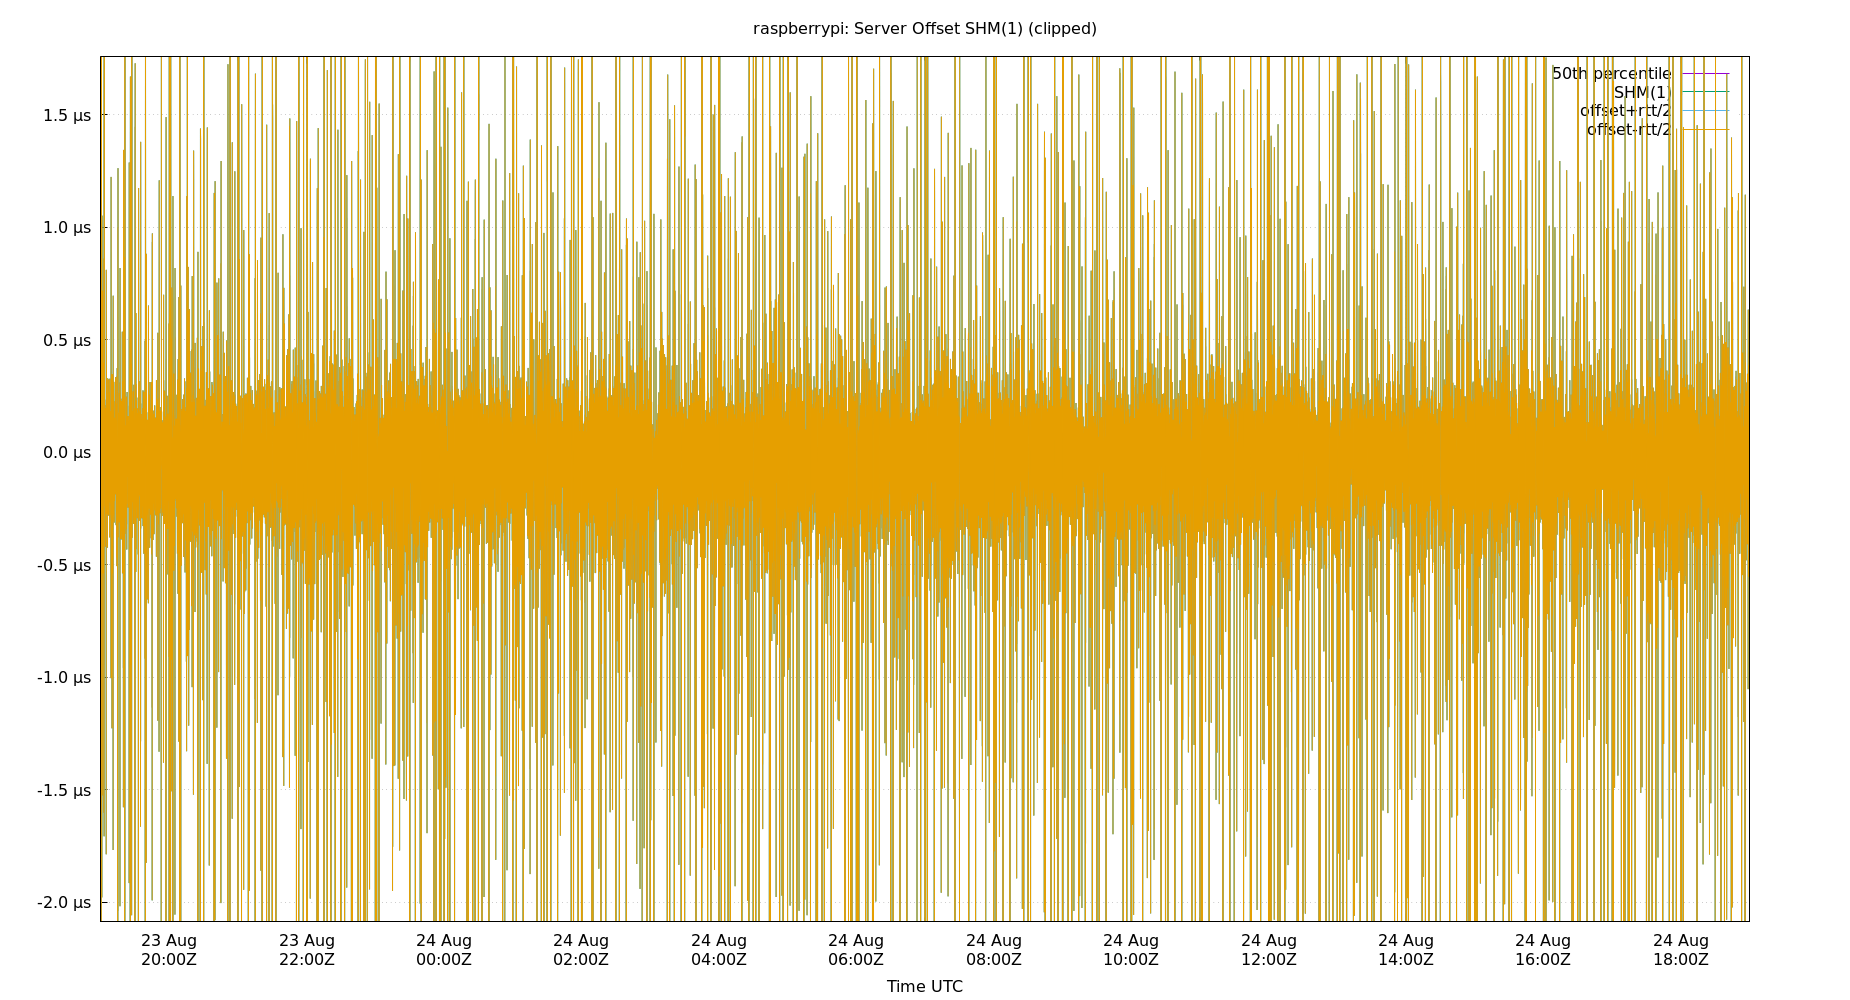 raspberrypi: Server Offset SHM(1) (clipped)
50th percentile
SHM(1)
offset+rtt/2
offset-rtt/2
1.5 µs
1.0 µs
0.5 µs
0.0 µs
-0.5 µs
-1.0 µs
-1.5 µs
-2.0 µs
23 Aug 23 Aug 24 Aug 24 Aug 24 Aug 24 Aug 24 Aug 24 Aug 24 Aug 24 Aug 24 Aug 24 Aug
20:00Z 22:00Z 00:00Z 02:00Z 04:00Z 06:00Z 08:00Z 10:00Z 12:00Z 14:00Z 16:00Z 18:00Z
Time UTC